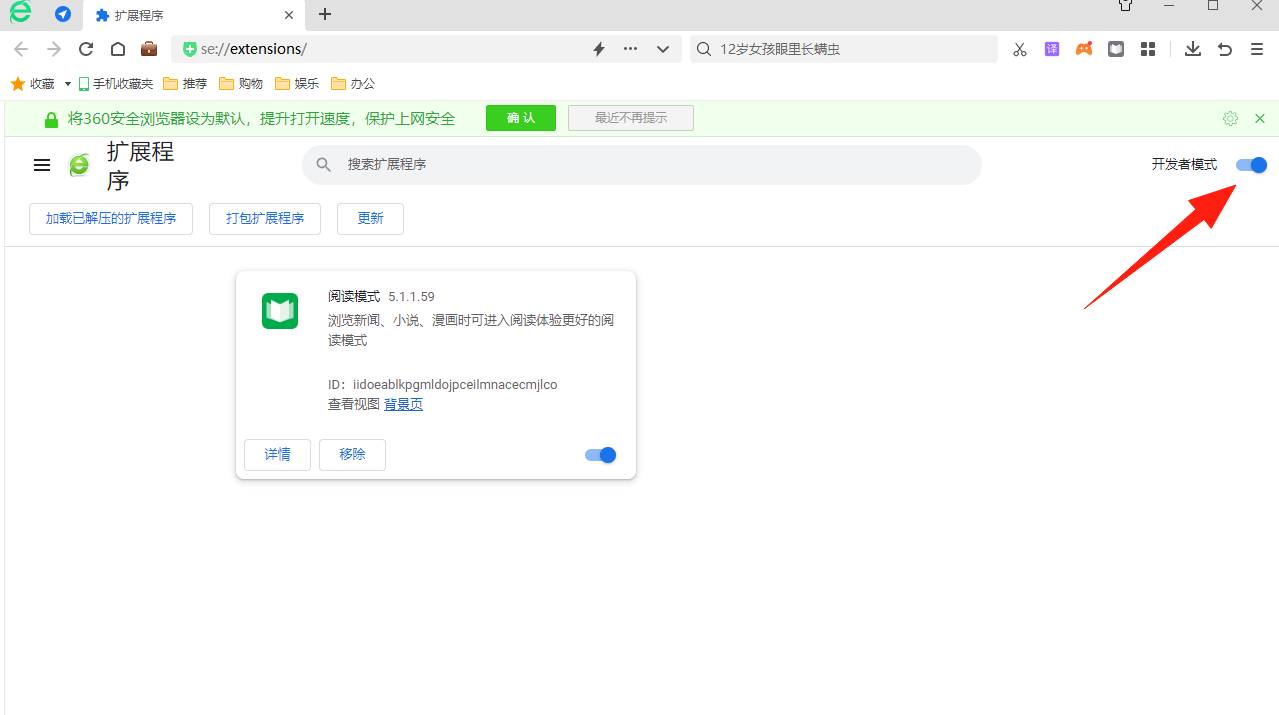 扩展程序
se://extensions/
12岁女孩眼里长螨虫
收藏
手机收藏夹
推荐
购物
娱乐
办公
将360安全浏览器设为默认，提升打开速度，保护上网安全
确认
最近不再提示
扩展程
序
搜索扩展程序
开发者模式
加载已解压的扩展程序
打包扩展程序
更新
阅读模式 5.1.1.59
浏览新闻、小说、漫画时可进入阅读体验更好的阅
读模式
ID：iidoeablkpgmldojpceilmnacecmjlco
查看视图 背景页
详情
移除
译